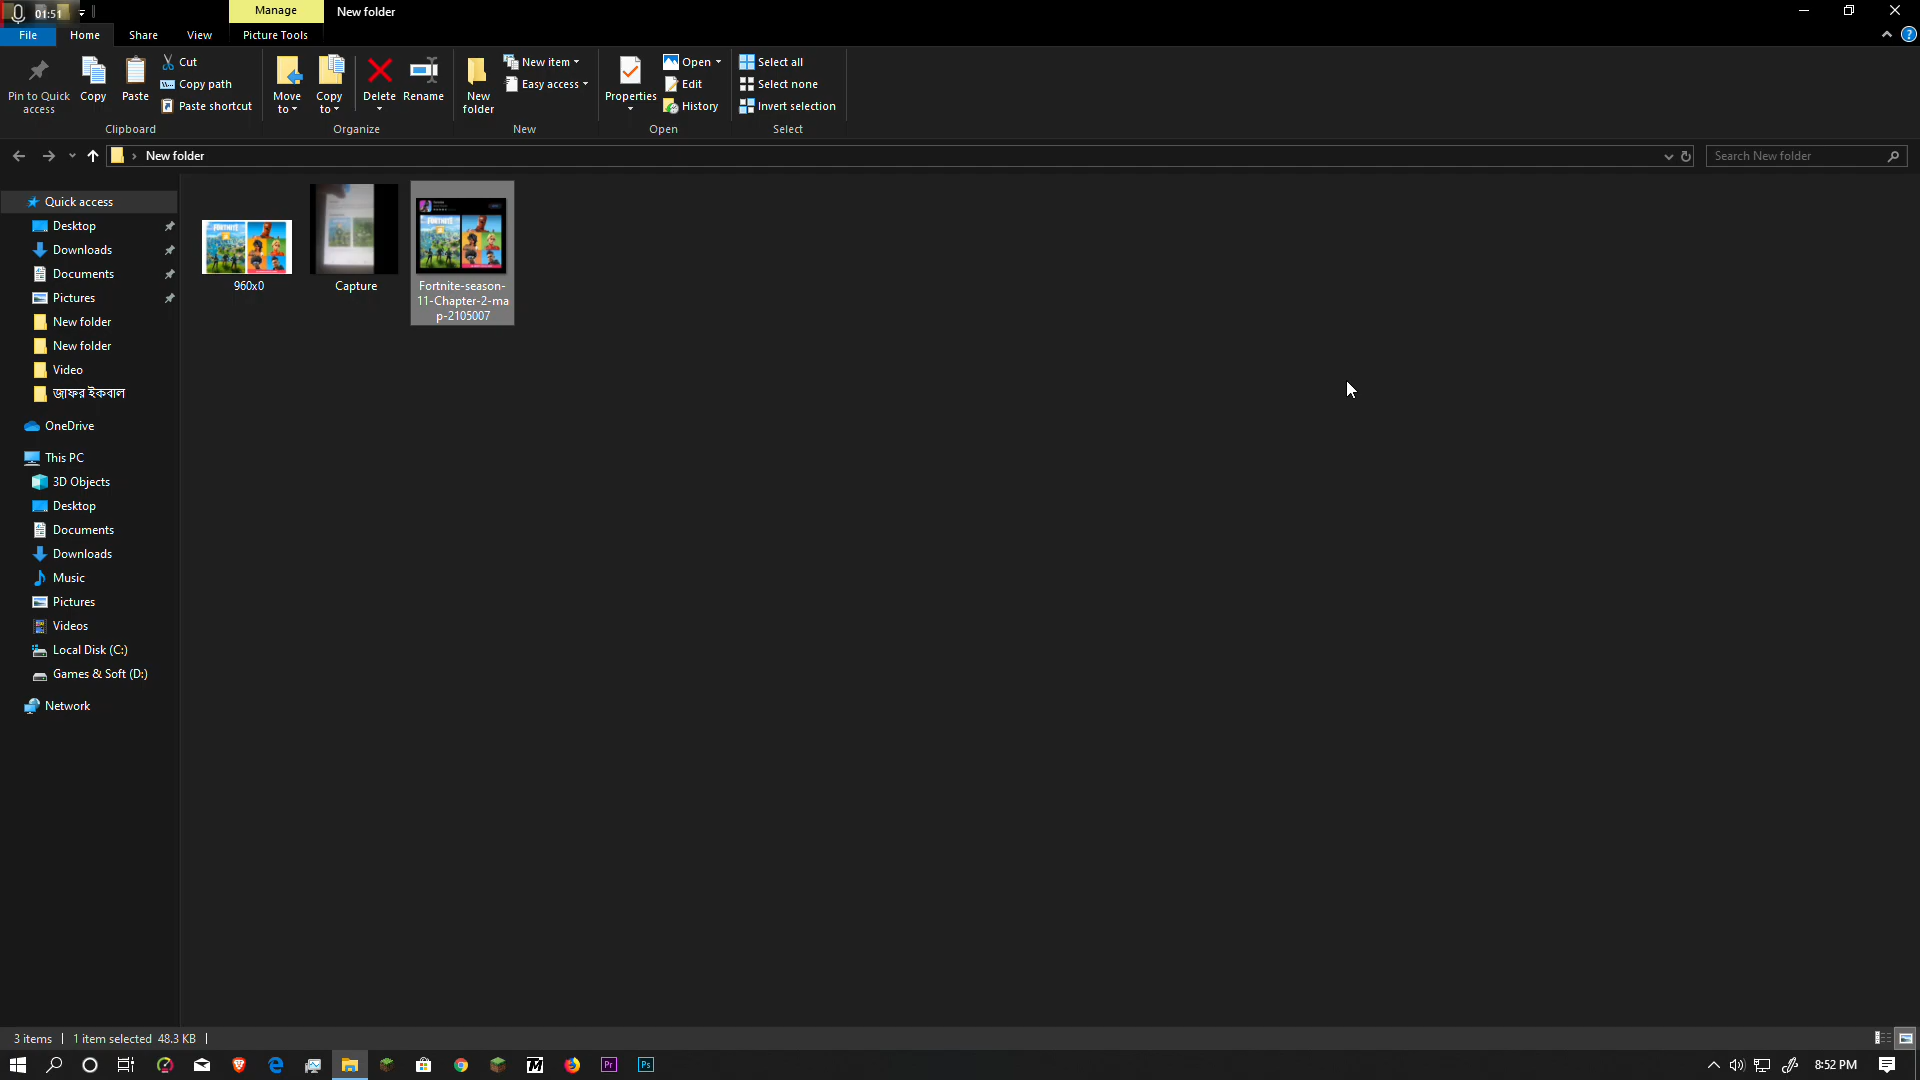 01:51
Manage
New folder
File
Home
Share
View
Picture Tools
Pin to Quick
access
Copy
Paste
Cut
Copy path
Paste shortcut
Clipboard
Move
to
Copy
to
Delete
Rename
Organize
New
folder
New item
Easy access
New
Properties
Open
Edit
History
Open
Select all
Select none
Invert selection
Select
New folder
Search New folder
Quick access
Desktop
Downloads
Documents
Pictures
New folder
New folder
Video
জাফর ইকবাল
OneDrive
This PC
3D Objects
Desktop
Documents
Downloads
Music
Pictures
Videos
Local Disk (C:)
Games & Soft (D:)
Network
FORTNITE
960x0
Capture
FORTNITE
Fortnite-season-
11-Chapter-2-ma
p-2105007
3 items
1 item selected 48.3 KB
Pr
Ps
8:52 PM